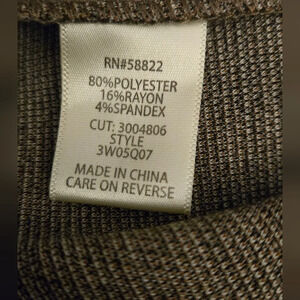 RN#58822
80%POLYESTER
16%RAYON
4%SPANDEX
CUT: 3004806
STYLE
3W05Q07
MADE IN CHINA
CARE ON REVERSE